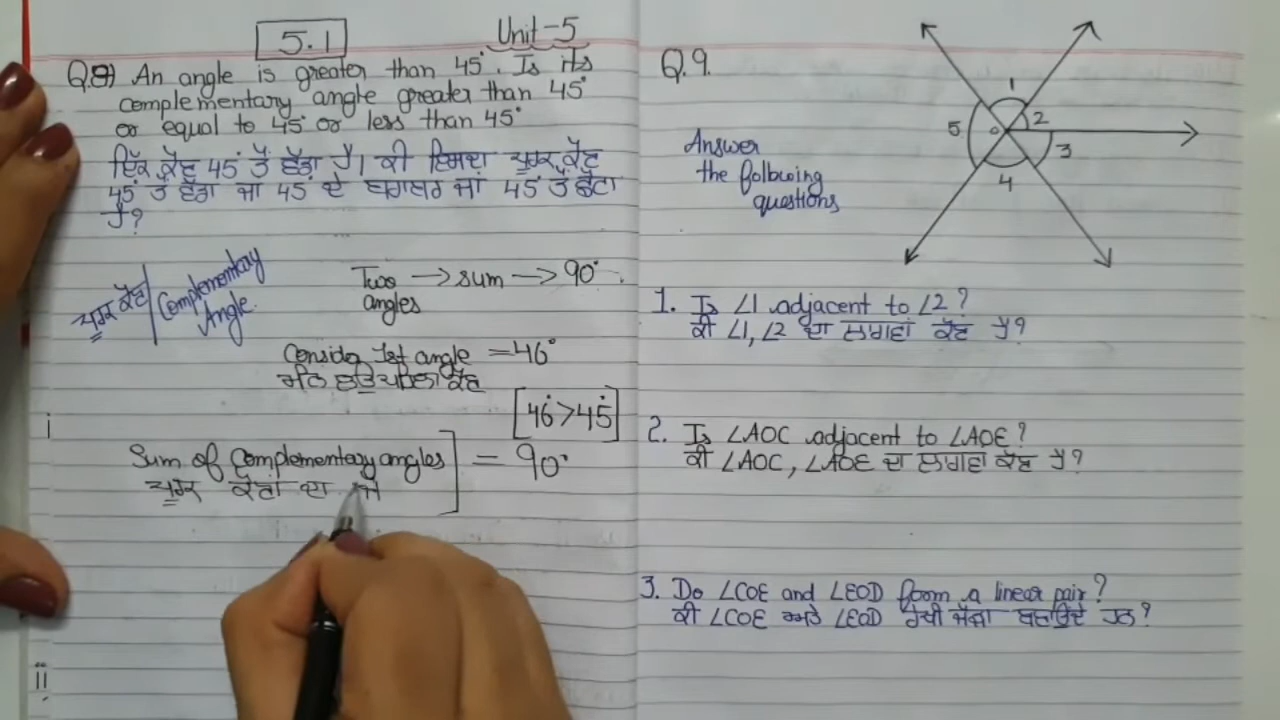 5.1
Unit-5
Q.8) An angle is greater than 45°. Is its
complementary angle greater than 45°
or equal to 45° or less than 45°
ਇੱਕ ਕੋਣ 45° ਤੋਂ ਵੱਡਾ ਹੈ। ਕੀ ਇਸਦਾ ਪੂਰਕ ਕੋਣ
45° ਤੋਂ ਵੱਡਾ ਜਾਂ 45° ਦੇ ਬਰਾਬਰ ਜਾਂ 45° ਤੋਂ ਛੋਟਾ
ਹੈ?
ਪੂਰਕ ਕੋਣ
Complementary
Angle.
Two → sum → 90°.
angles
Consider 1st angle = 46°
ਮੰਨ ਲਓ ਪਹਿਲਾ ਕੋਣ
[46°>45°]
i
Sum of Complementary angles ] = 90°
ਪੂਰਕ ਕੋਣਾਂ ਦਾ ਜੋ
ii
Q.9.
1
2
3
4
5
O
Answer
the following
questions
1. Is ∠1 adjacent to ∠2?
ਕੀ ∠1, ∠2 ਦਾ ਲਾਗਵਾਂ ਕੋਣ ਹੈ?
2. Is ∠AOC adjacent to ∠AOE?
ਕੀ ∠AOC, ∠AOE ਦਾ ਲਾਗਵਾਂ ਕੋਣ ਹੈ?
3. Do ∠COE and ∠EOD form a linear pair?
ਕੀ ∠COE ਅਤੇ ∠EOD ਰੇਖੀ ਜੋੜਾ ਬਣਾਉਂਦੇ ਹਨ?